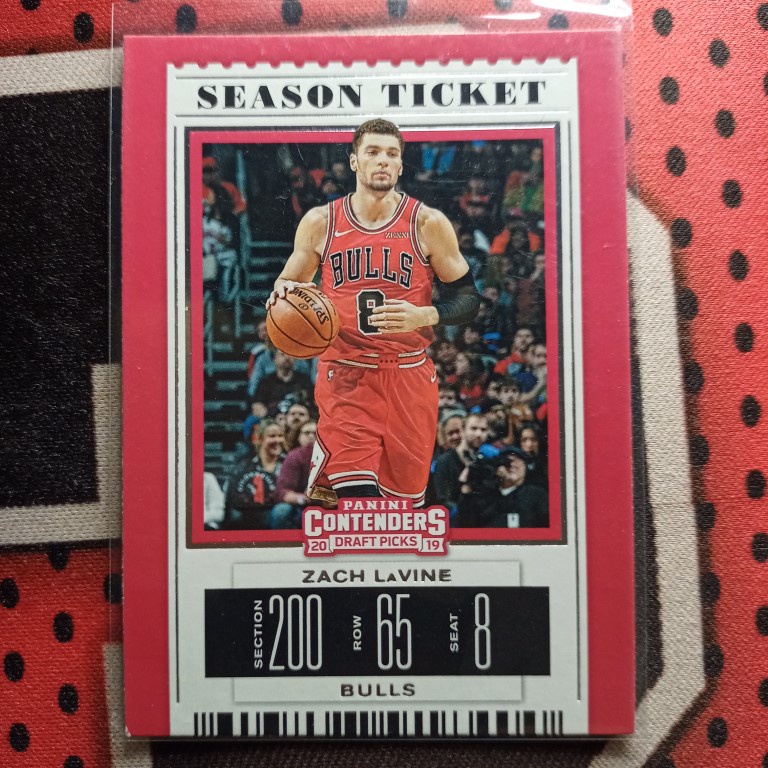 SEASON TICKET
ZENNI
BULLS
8
SPALDING
PANINI
CONTENDERS
20 DRAFT PICKS 19
ZACH LaVINE
SECTION 200 ROW 65 SEAT 8
BULLS